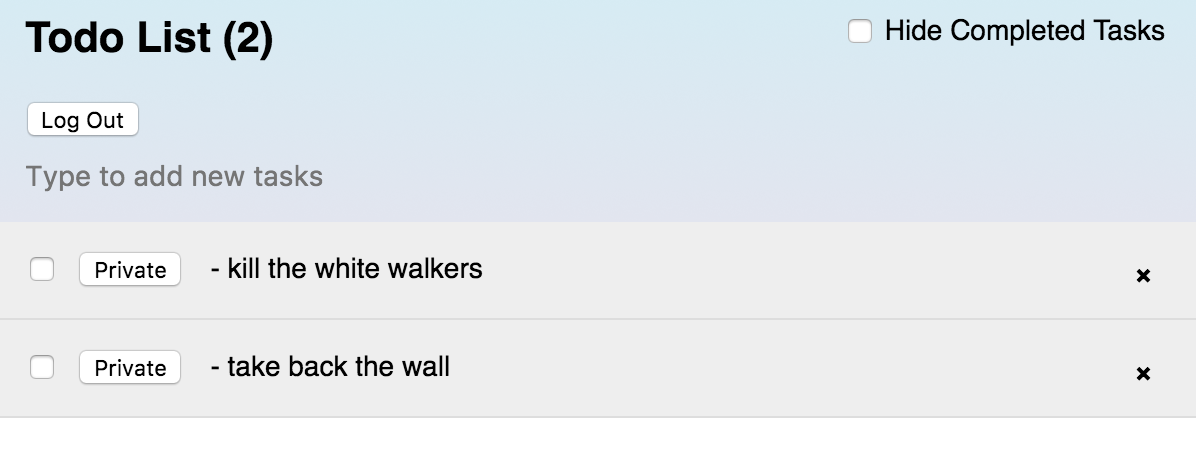 Todo List (2)
Hide Completed Tasks
Log Out
Type to add new tasks
Private - kill the white walkers ×
Private - take back the wall ×